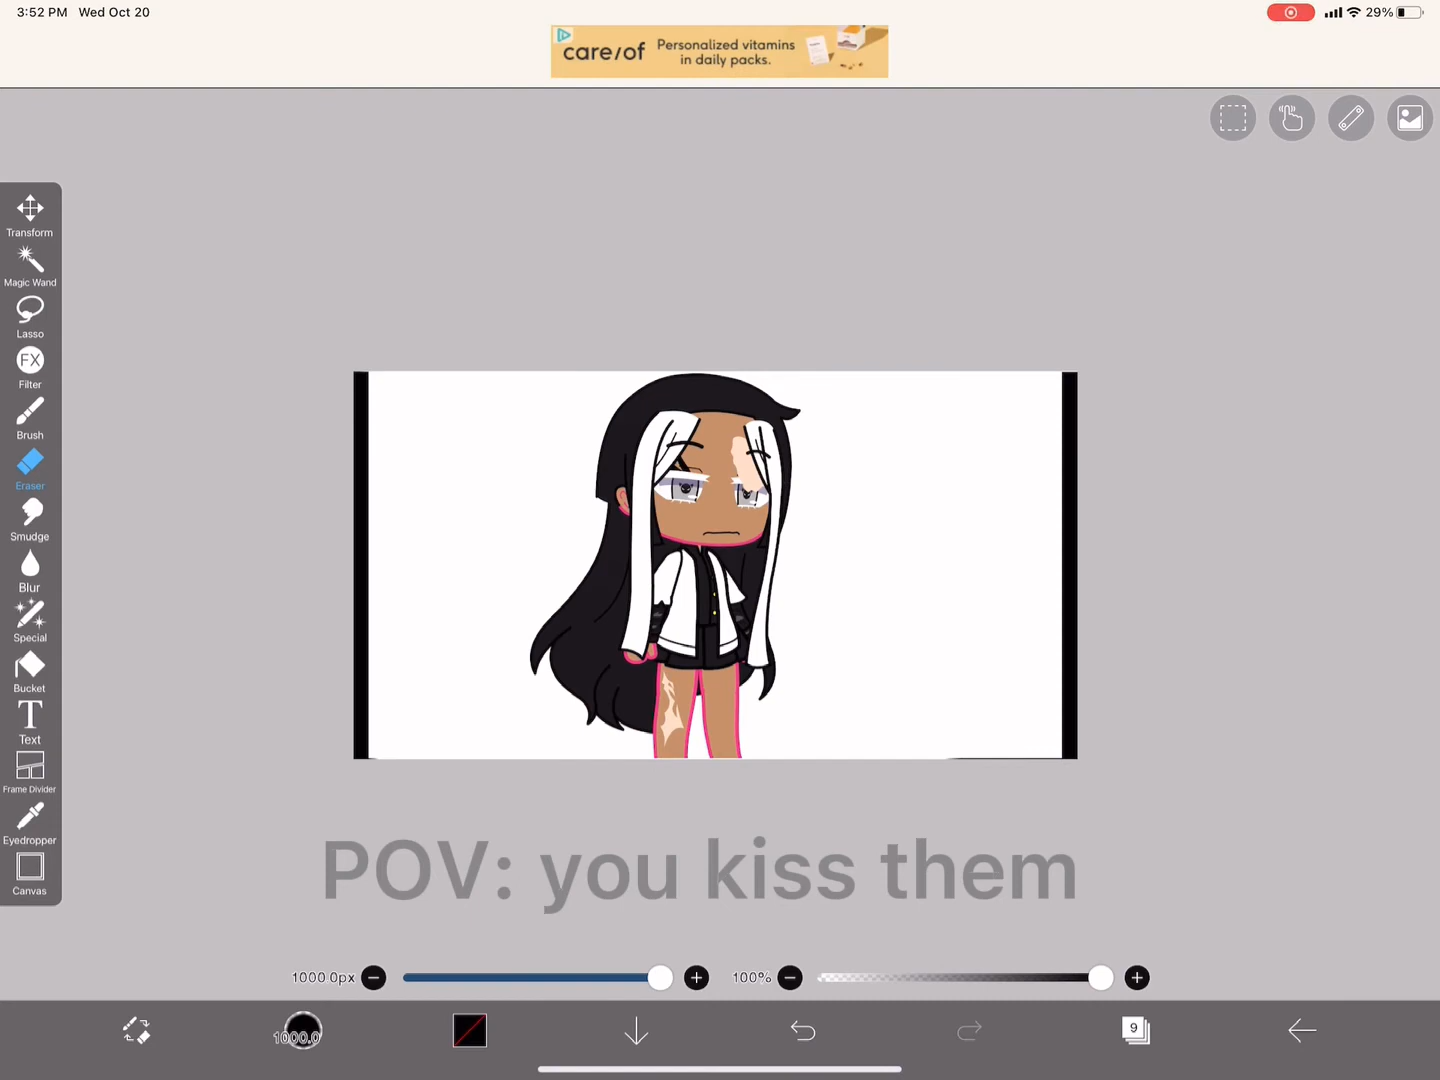 3:52 PM Wed Oct 20
29%
care/of
Personalized vitamins
in daily packs.
Transform
Magic Wand
Lasso
FX
Filter
Brush
Eraser
Smudge
Blur
Special
Bucket
T
Text
Frame Divider
Eyedropper
Canvas
POV: you kiss them
1000.0px
100%
1000.0
9